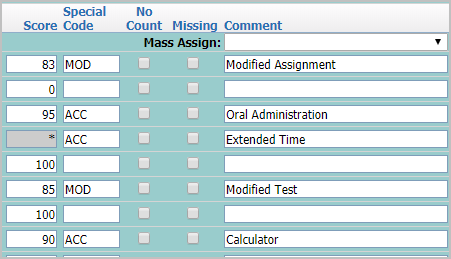 Special No
Score Code Count Missing Comment
Mass Assign:
83 MOD Modified Assignment
0
95 ACC Oral Administration
* ACC Extended Time
100
85 MOD Modified Test
100
90 ACC Calculator